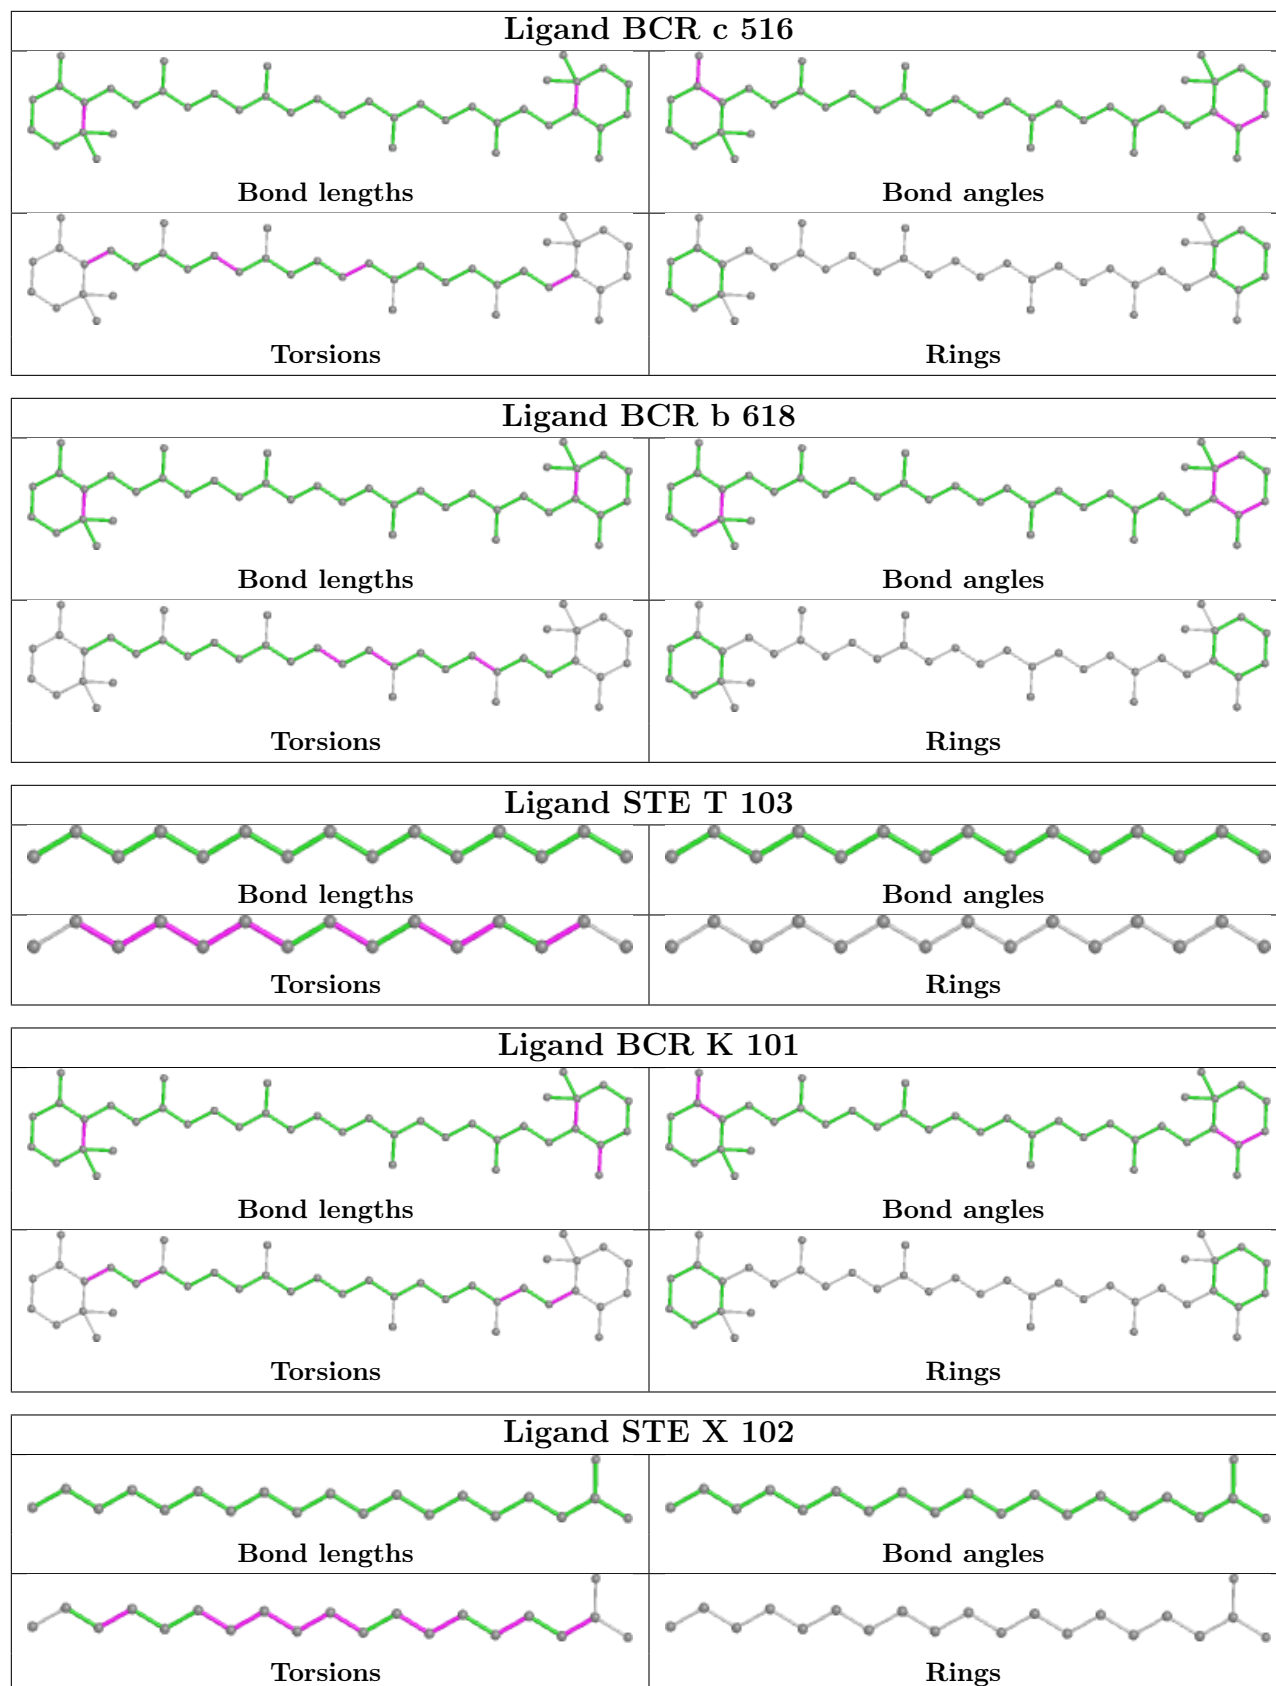 Ligand BCR c 516
Bond lengths
Bond angles
Torsions
Rings
Ligand BCR b 618
Bond lengths
Bond angles
Torsions
Rings
Ligand STE T 103
Bond lengths
Bond angles
Torsions
Rings
Ligand BCR K 101
Bond lengths
Bond angles
Torsions
Rings
Ligand STE X 102
Bond lengths
Bond angles
Torsions
Rings